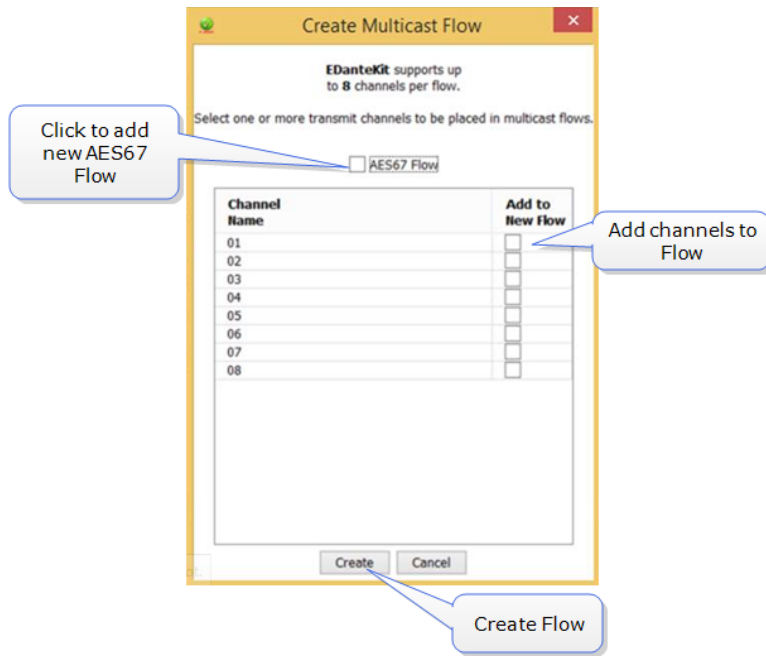 Create Multicast Flow
EDanteKit supports up
to 8 channels per flow.
Select one or more transmit channels to be placed in multicast flows.
Click to add
new AES67
Flow
AES67 Flow
Channel
Name
Add to
New Flow
01
02
03
04
05
06
07
08
Add channels to
Flow
Create
Cancel
Create Flow